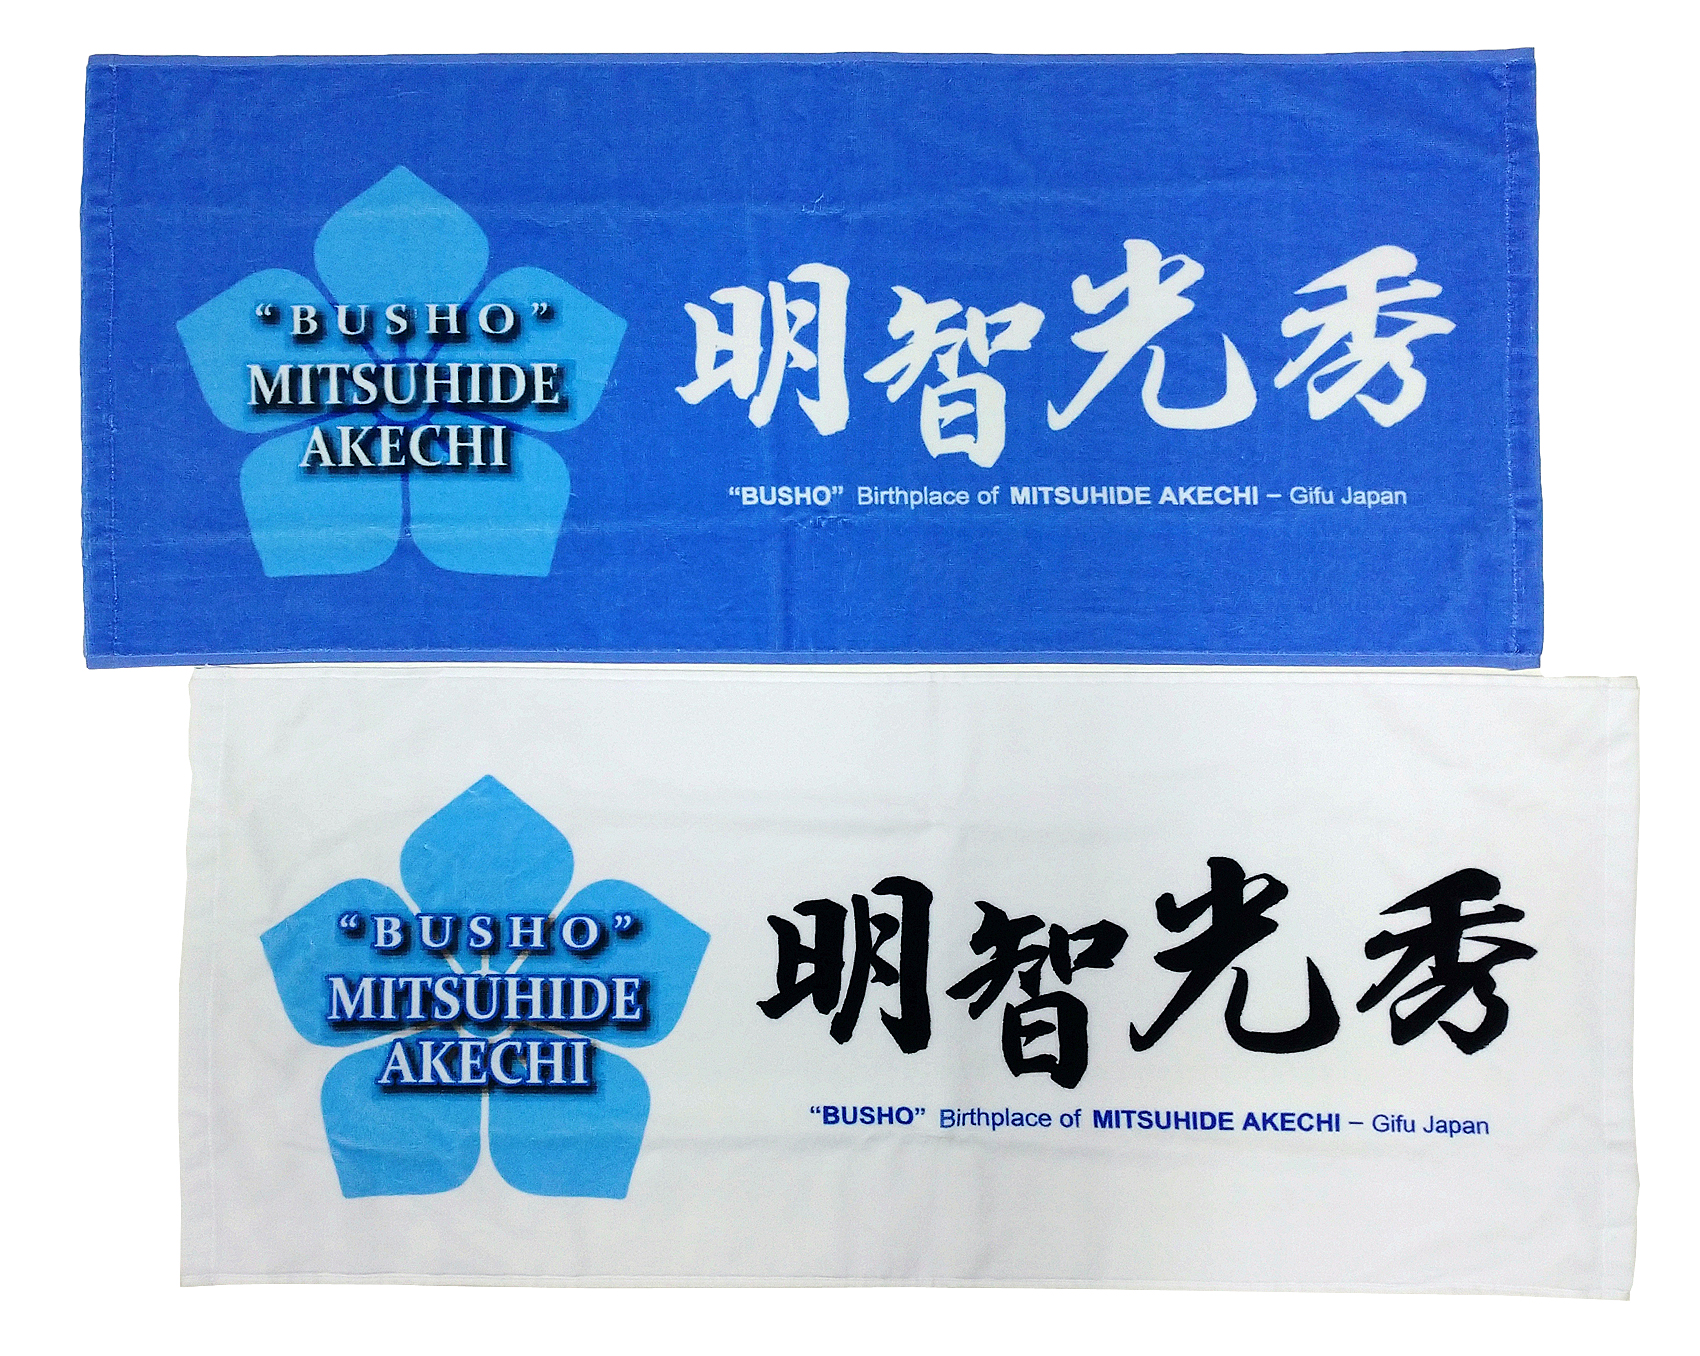 “BUSHO”
MITSUHIDE
AKECHI
明智光秀
“BUSHO” Birthplace of MITSUHIDE AKECHI – Gifu Japan
“BUSHO”
MITSUHIDE
AKECHI
明智光秀
“BUSHO” Birthplace of MITSUHIDE AKECHI – Gifu Japan